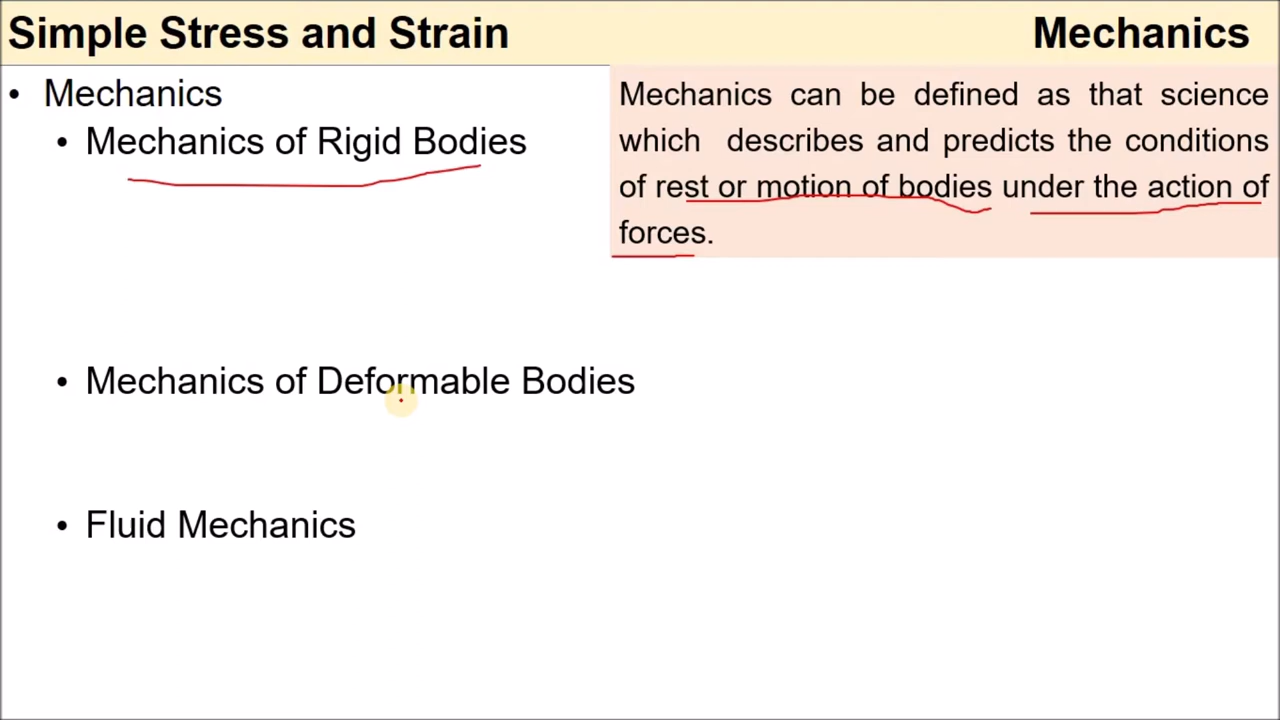 Simple Stress and Strain
Mechanics
• Mechanics
• Mechanics of Rigid Bodies
Mechanics can be defined as that science
which describes and predicts the conditions
of rest or motion of bodies under the action of
forces.
• Mechanics of Deformable Bodies
• Fluid Mechanics